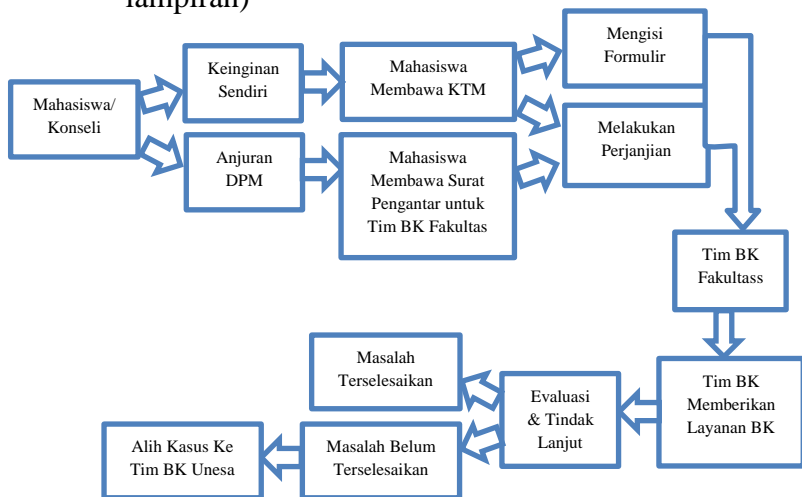 lampiran)
Mengisi
Formulir
Keinginan
Sendiri
Mahasiswa
Membawa KTM
Mahasiswa/
Konseli
Melakukan
Perjanjian
Anjuran
DPM
Mahasiswa
Membawa Surat
Pengantar untuk
Tim BK Fakultas
Tim BK
Fakultass
Masalah
Terselesaikan
Evaluasi
& Tindak
Lanjut
Tim BK
Memberikan
Layanan BK
Alih Kasus Ke
Tim BK Unesa
Masalah Belum
Terselesaikan